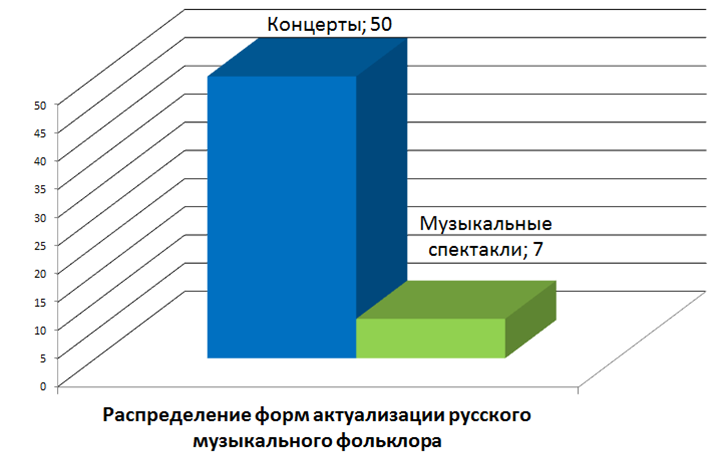 Концерты; 50
Музыкальные
спектакли; 7
50
45
40
35
30
25
20
15
10
5
0
Распределение форм актуализации русского
музыкального фольклора